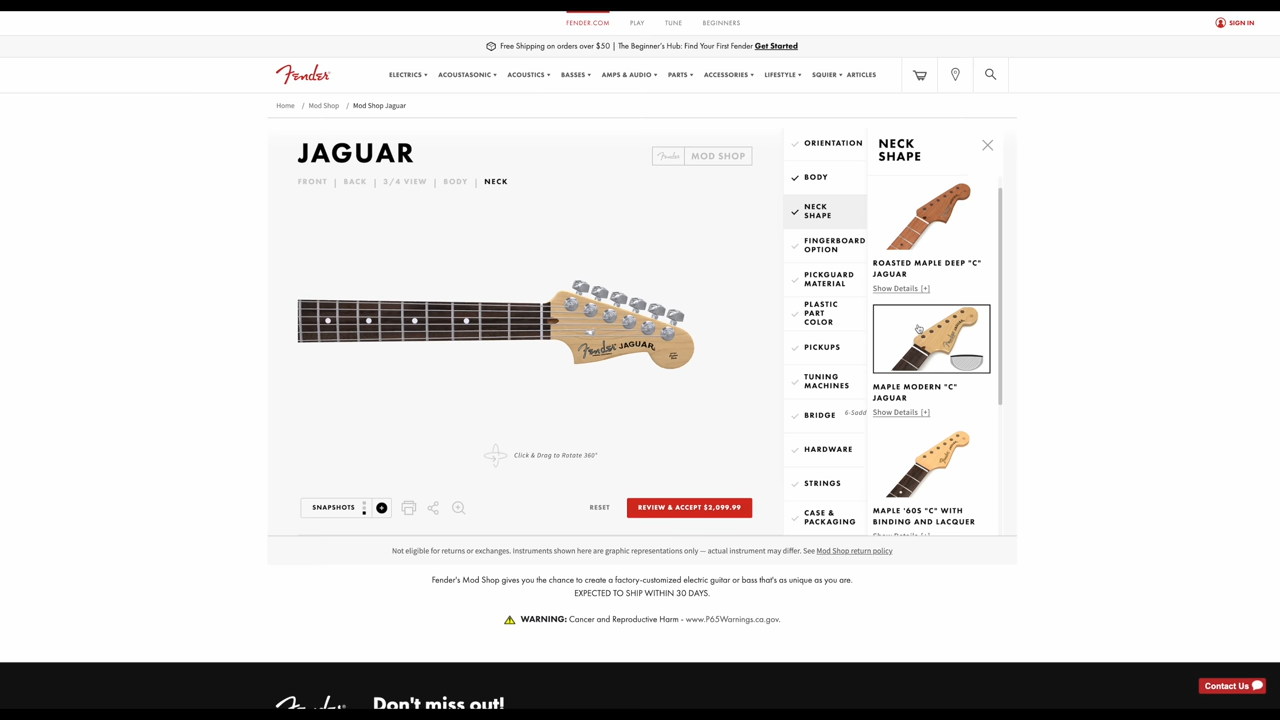 FENDER.COM PLAY TUNE BEGINNERS SIGN IN
Free Shipping on orders over $50 | The Beginner's Hub: Find Your First Fender Get Started
Fender ELECTRICS ACOUSTASONIC ACOUSTICS BASSES AMPS & AUDIO PARTS ACCESSORIES LIFESTYLE SQUIER ARTICLES
Home / Mod Shop / Mod Shop Jaguar
JAGUAR
Fender MOD SHOP
FRONT | BACK | 3/4 VIEW | BODY | NECK
Fender JAGUAR
Click & Drag to Rotate 360°
SNAPSHOTS
RESET
REVIEW & ACCEPT $2,099.99
ORIENTATION
BODY
NECK
SHAPE
FINGERBOARD
OPTION
PICKGUARD
MATERIAL
PLASTIC
PART
COLOR
PICKUPS
TUNING
MACHINES
BRIDGE 6-Sadd
HARDWARE
STRINGS
CASE &
PACKAGING
NECK
SHAPE
ROASTED MAPLE DEEP "C"
JAGUAR
Show Details [+]
MAPLE MODERN "C"
JAGUAR
Show Details [+]
MAPLE '60S "C" WITH
BINDING AND LACQUER
Show Details [+]
Not eligible for returns or exchanges. Instruments shown here are graphic representations only — actual instrument may differ. See Mod Shop return policy
Fender's Mod Shop gives you the chance to create a factory-customized electric guitar or bass that's as unique as you are.
EXPECTED TO SHIP WITHIN 30 DAYS.
WARNING: Cancer and Reproductive Harm - www.P65Warnings.ca.gov.
Contact Us
Fender Don't miss out!